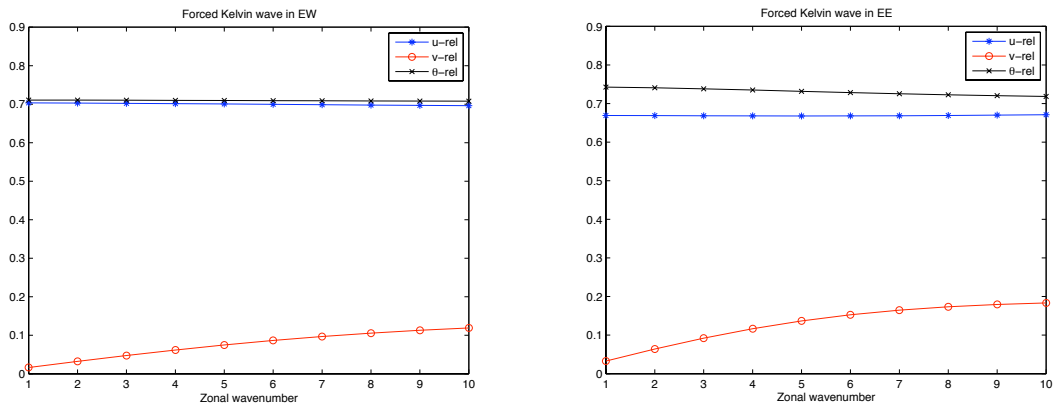 Forced Kelvin wave in EW
0.9
0.8
0.7
0.6
0.5
0.4
0.3
0.2
0.1
0
1 2 3 4 5 6 7 8 9 10
Zonal wavenumber
u−rel
v−rel
θ−rel
Forced Kelvin wave in EE
0.9
0.8
0.7
0.6
0.5
0.4
0.3
0.2
0.1
0
1 2 3 4 5 6 7 8 9 10
Zonal wavenumber
u−rel
v−rel
θ−rel